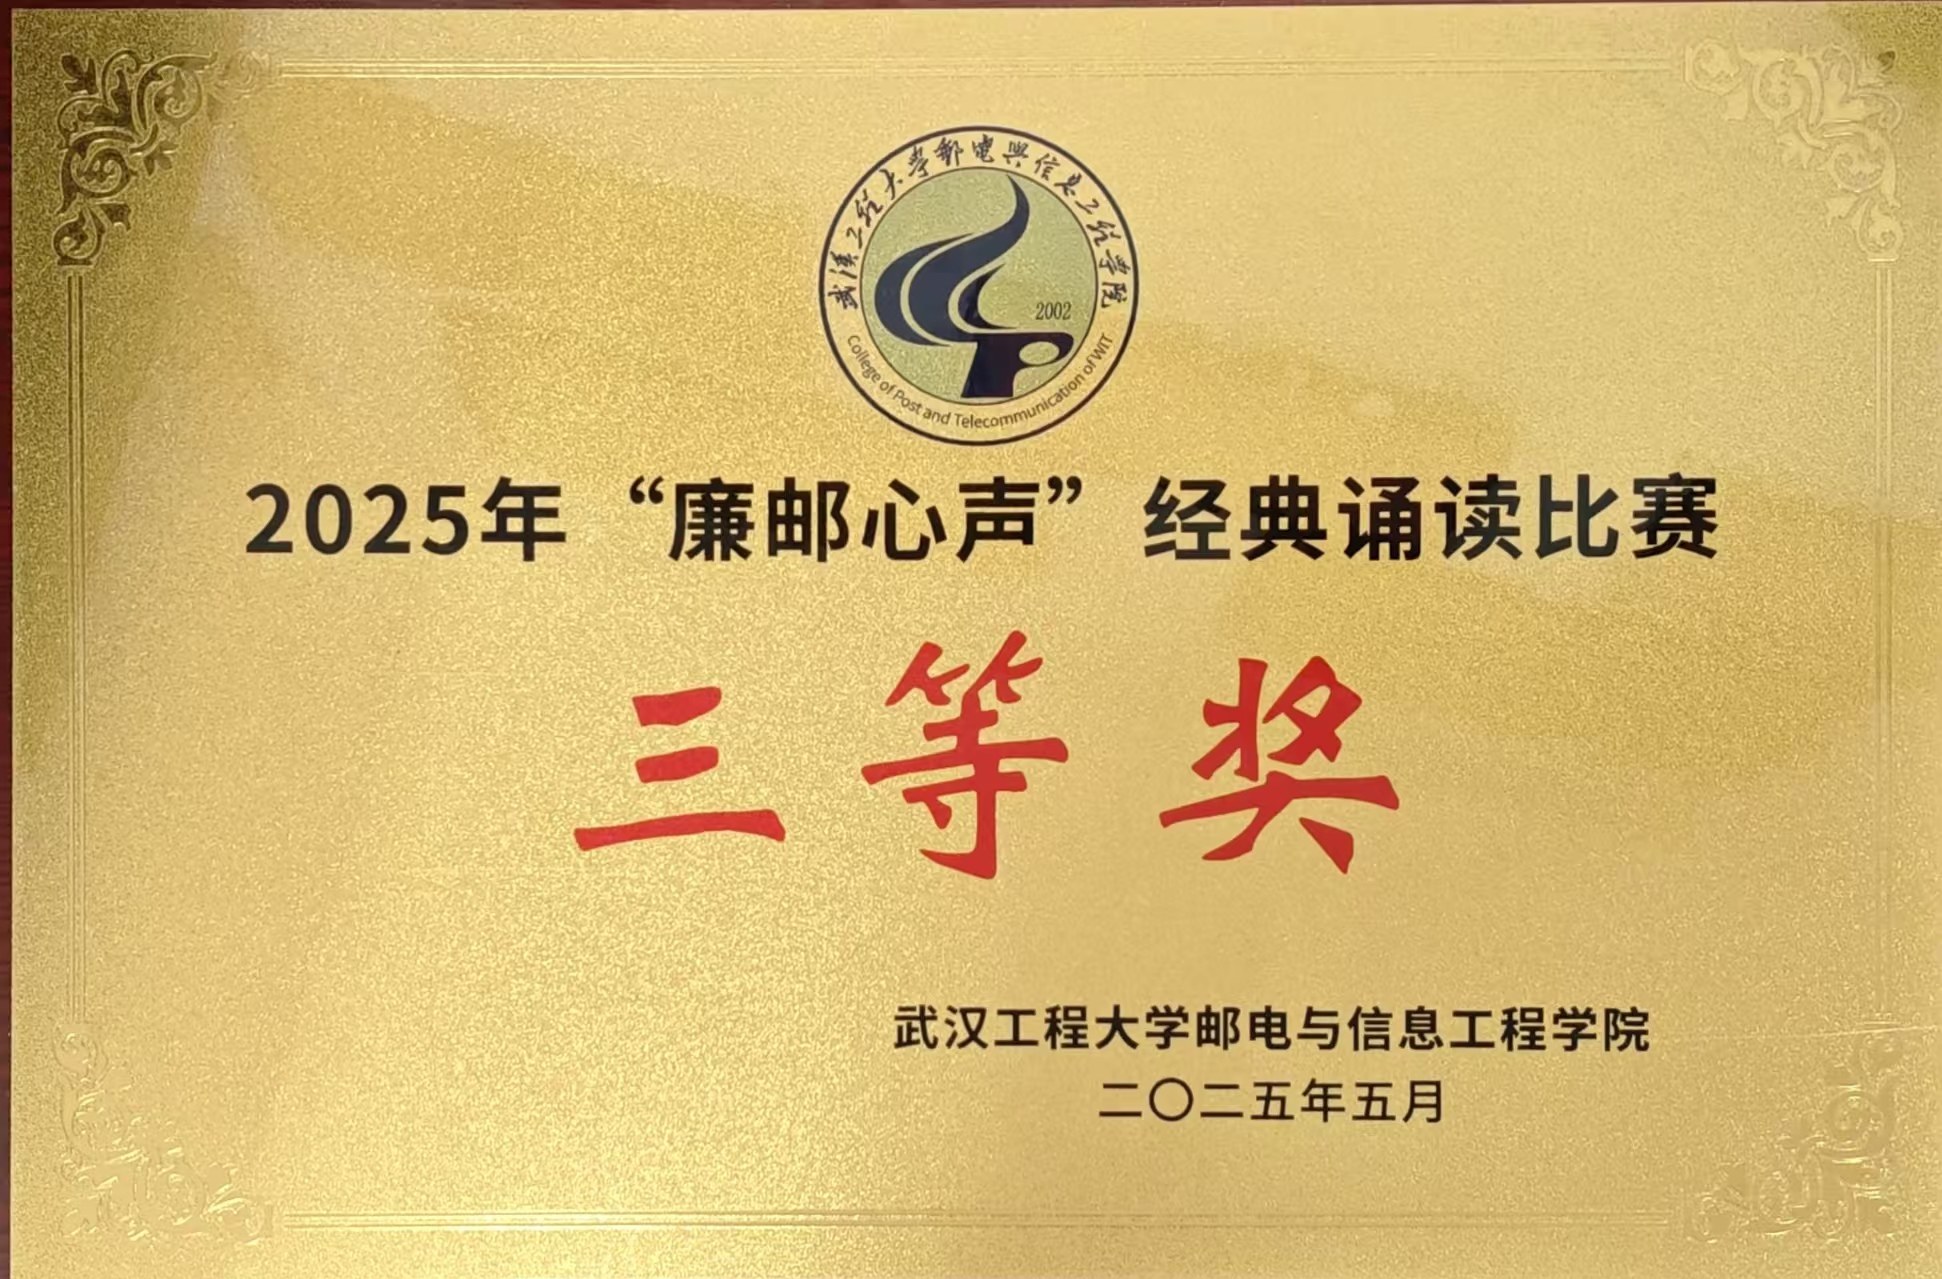 武汉工程大学邮电与信息工程学院
2002
College of Post and Telecommunication of WIT
2025年“廉邮心声”经典诵读比赛
三等奖
武汉工程大学邮电与信息工程学院
二〇二五年五月